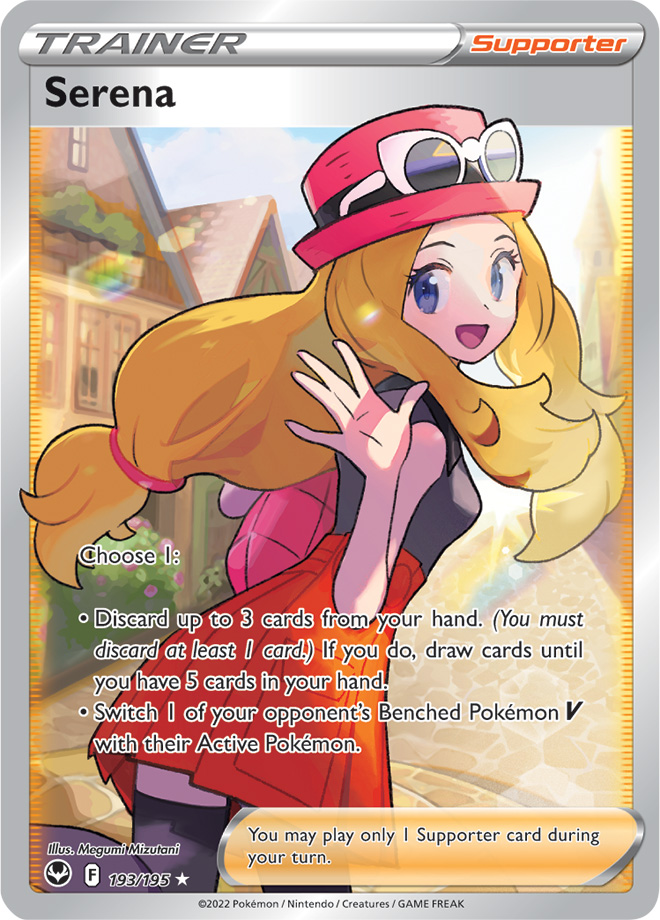 TRAINER
Supporter
Serena
Choose 1:
• Discard up to 3 cards from your hand. (You must
discard at least 1 card.) If you do, draw cards until
you have 5 cards in your hand.
• Switch 1 of your opponent's Benched Pokémon V
with their Active Pokémon.
You may play only 1 Supporter card during
your turn.
Illus. Megumi Mizutani
F 193/195 ★
©2022 Pokémon / Nintendo / Creatures / GAME FREAK